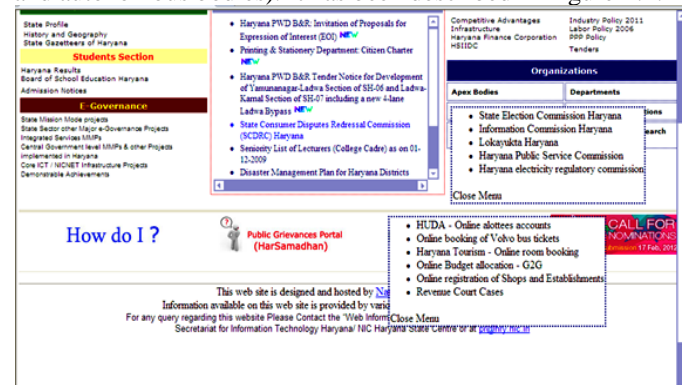 State Profile
History and Geography
State Gazetteers of Haryana
Students Section
Haryana Results
Board of School Education Haryana
Admission Notices
E-Governance
State Mission Mode projects
State Sector other Major e-Governance Projects
Integrated Services MMPs
Central Government level MMPs & other Projects
implemented in Haryana
Core ICT / NICNET Infrastructure Projects
Demonstrable Achievements
Haryana PWD B&R: Invitation of Proposals for
Expression of Interest (EOI) NEW
Printing & Stationery Department: Citizen Charter
NEW
Haryana PWD B&R Tender Notice for Development
of Yamunanagar-Ladwa Section of SH-06 and Ladwa-
Karnal Section of SH-07 including a new 4-lane
Ladwa Bypass NEW
State Consumer Disputes Redressal Commission
(SCDRC) Haryana
Seniority List of Lecturers (College Cadre) as on 01-
12-2009
Disaster Management Plan for Haryana Districts
Competitive Advantages
Infrastructure
Haryana Finance Corporation
HSIIDC
Industry Policy 2011
Labor Policy 2006
PPP Policy
Tenders
Organizations
Apex Bodies
Departments
State Election Commission Haryana
Information Commission Haryana
Lokayukta Haryana
Haryana Public Service Commission
Haryana electricity regulatory commission
Close Menu
How do I ?
Public Grievances Portal
(HarSamadhan)
HUDA - Online alottees accounts
Online booking of Volvo bus tickets
Haryana Tourism - Online room booking
Online Budget allocation - G2G
Online registration of Shops and Establishments
Revenue Court Cases
Close Menu
CALL FOR
NOMINATIONS
17 Feb, 2012
This web site is designed and hosted by
Information available on this web site is provided by
For any query regarding this website Please Contact the "Web
Secretariat for Information Technology Haryana/ NIC Haryana State Centre or at